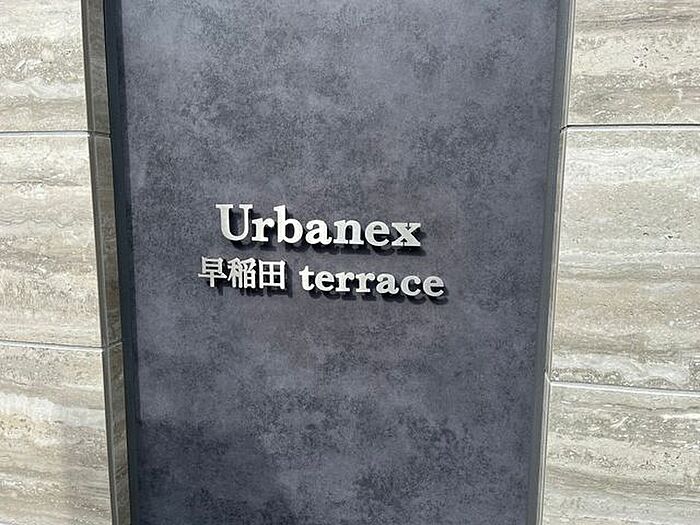 Urbanex
早稲田 terrace